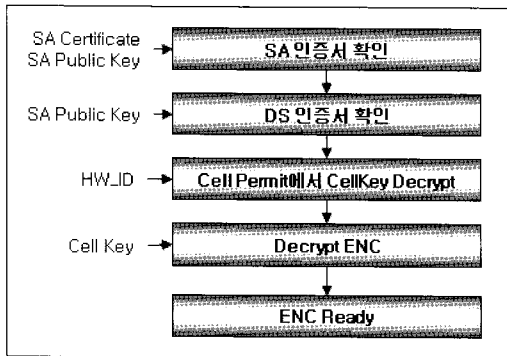 SA Certificate
SA Public Key
SA 인증서 확인
SA Public Key
DS 인증서 확인
HW_ID
Cell Permit에서 CellKey Decrypt
Cell Key
Decrypt ENC
ENC Ready